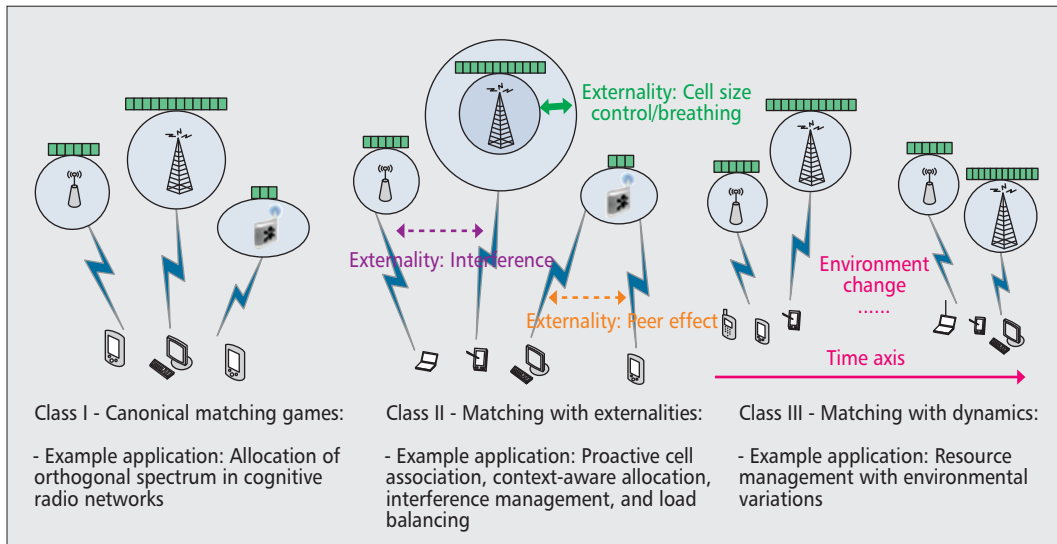 Externality: Cell size
control/breathing
Externality: Interference
Externality: Peer effect
Environment
change
......
Time axis
Class I - Canonical matching games:
- Example application: Allocation of
orthogonal spectrum in cognitive
radio networks
Class II - Matching with externalities:
- Example application: Proactive cell
association, context-aware allocation,
interference management, and load
balancing
Class III - Matching with dynamics:
- Example application: Resource
management with environmental
variations